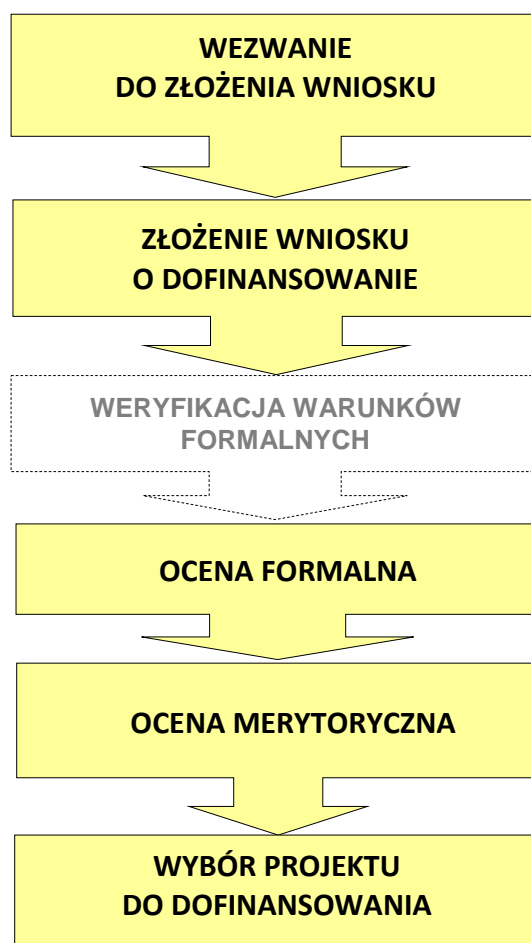 WEZWANIE
DO ZŁOŻENIA WNIOSKU
ZŁOŻENIE WNIOSKU
O DOFINANSOWANIE
WERYFIKACJA WARUNKÓW
FORMALNYCH
OCENA FORMALNA
OCENA MERYTORYCZNA
WYBÓR PROJEKTU
DO DOFINANSOWANIA